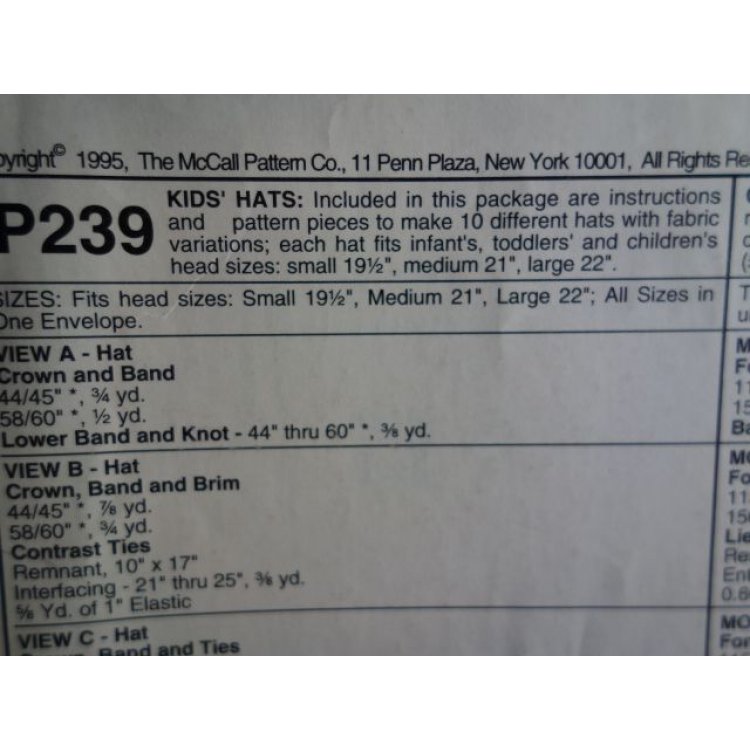 opyright© 1995, The McCall Pattern Co., 11 Penn Plaza, New York 10001, All Rights Re
P239
KIDS' HATS: Included in this package are instructions
and pattern pieces to make 10 different hats with fabric
variations; each hat fits infant's, toddlers' and children's
head sizes: small 19½", medium 21", large 22".
SIZES: Fits head sizes: Small 19½", Medium 21", Large 22"; All Sizes in
One Envelope.
VIEW A - Hat
Crown and Band
44/45" *, ¾ yd.
58/60" *, ½ yd.
Lower Band and Knot - 44" thru 60" *, ⅜ yd.
VIEW B - Hat
Crown, Band and Brim
44/45" *, ⅞ yd.
58/60" *, ¾ yd.
Contrast Ties
Remnant, 10" x 17"
Interfacing - 21" thru 25", ⅜ yd.
⅝ Yd. of 1" Elastic
VIEW C - Hat
Crown, Band and Ties